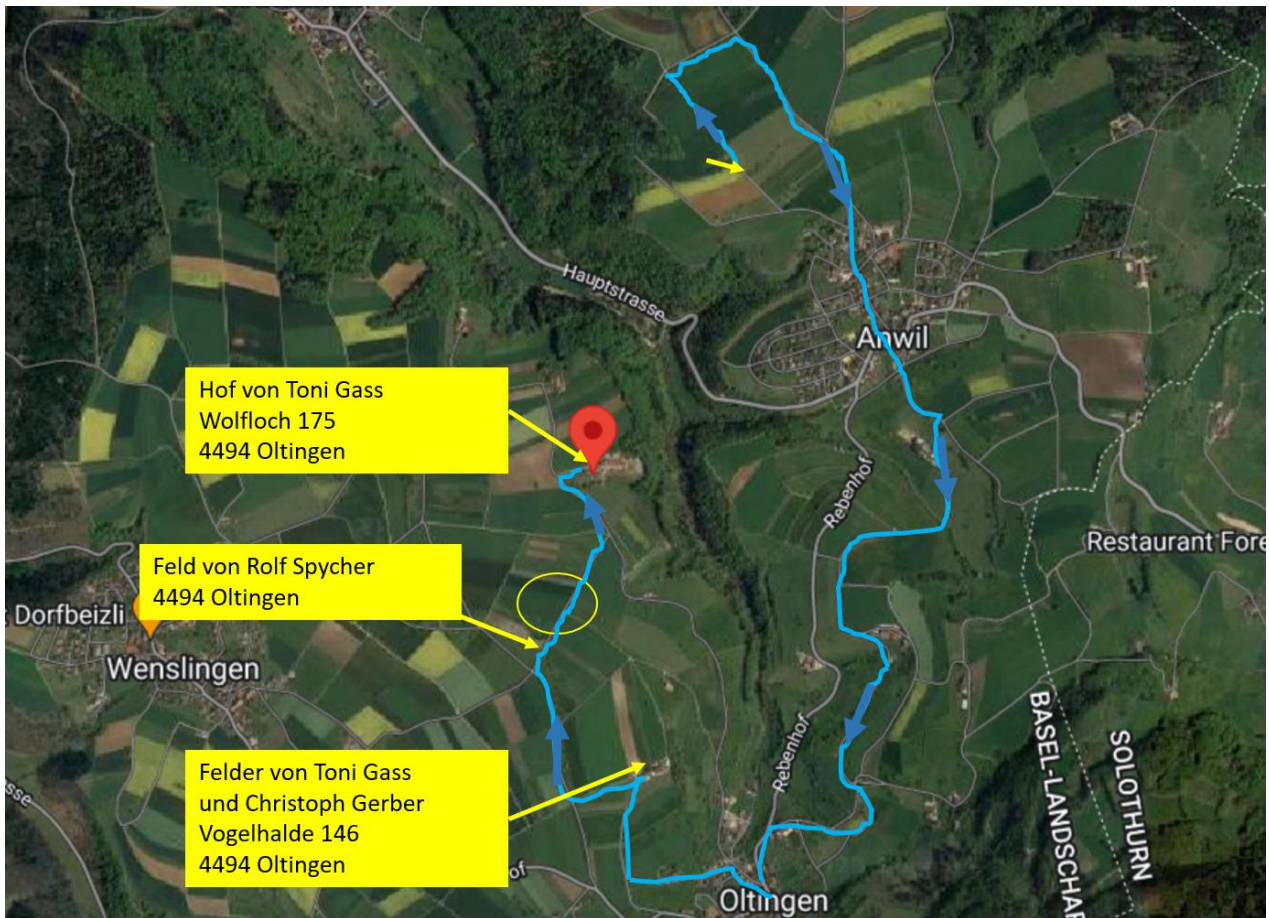 Hauptstrasse
Anwil
Hof von Toni Gass
Wolfloch 175
4494 Oltingen
Rebenhof
Restaurant Fore
Feld von Rolf Spycher
4494 Oltingen
t Dorfbeizli
Wenslingen
Rebenhof
BASEL-LANDSCHAF
SOLOTHURN
Felder von Toni Gass
und Christoph Gerber
Vogelhalde 146
4494 Oltingen
Oltingen